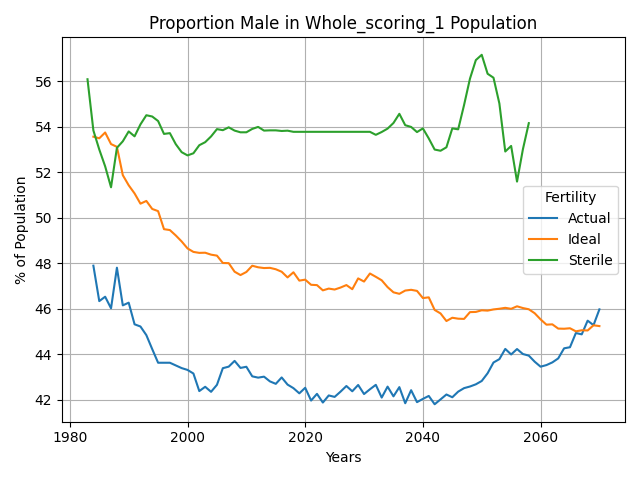 Proportion Male in Whole_scoring_1 Population
% of Population
56
54
52
50
48
46
44
42
Fertility
Actual
Ideal
Sterile
1980
2000
2020
2040
2060
Years